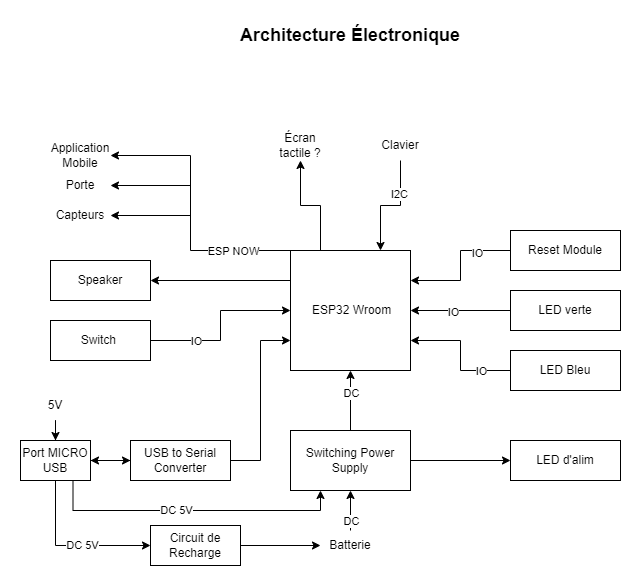 Architecture Électronique
Écran
tactile ?
Clavier
Application
Mobile
Porte
Capteurs
I2C
ESP NOW
IO
Reset Module
Speaker
ESP32 Wroom
IO
LED verte
Switch
IO
IO
LED Bleu
DC
5V
Port MICRO
USB
USB to Serial
Converter
Switching Power
Supply
LED d'alim
DC 5V
DC
DC 5V
Circuit de
Recharge
Batterie